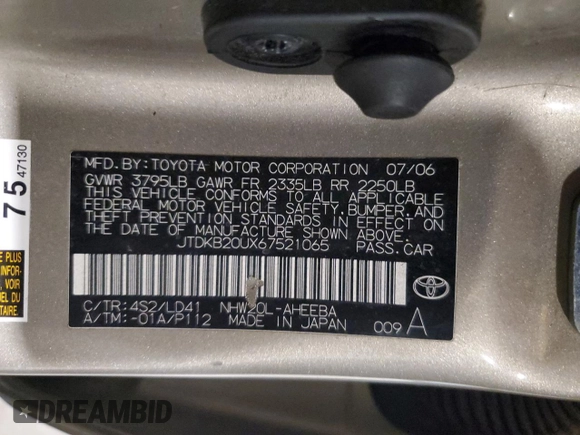 MFD.BY:TOYOTA MOTOR CORPORATION 07/06
GVWR 3795LB GAWR FR 2335LB RR 2250LB
THIS VEHICLE CONFORMS TO ALL APPLICABLE
FEDERAL MOTOR VEHICLE SAFETY,BUMPER,AND
THEFT PREVENTION STANDARDS IN EFFECT ON
THE DATE OF MANUFACTURE SHOWN ABOVE.
JTDKB20UX67521065 PASS.CAR
C/TR:4S2/LD41 NHW20L-AHEEBA
A/TM:-01A/P112 MADE IN JAPAN 009 A
TOYOTA
75 47130
DREAMBID